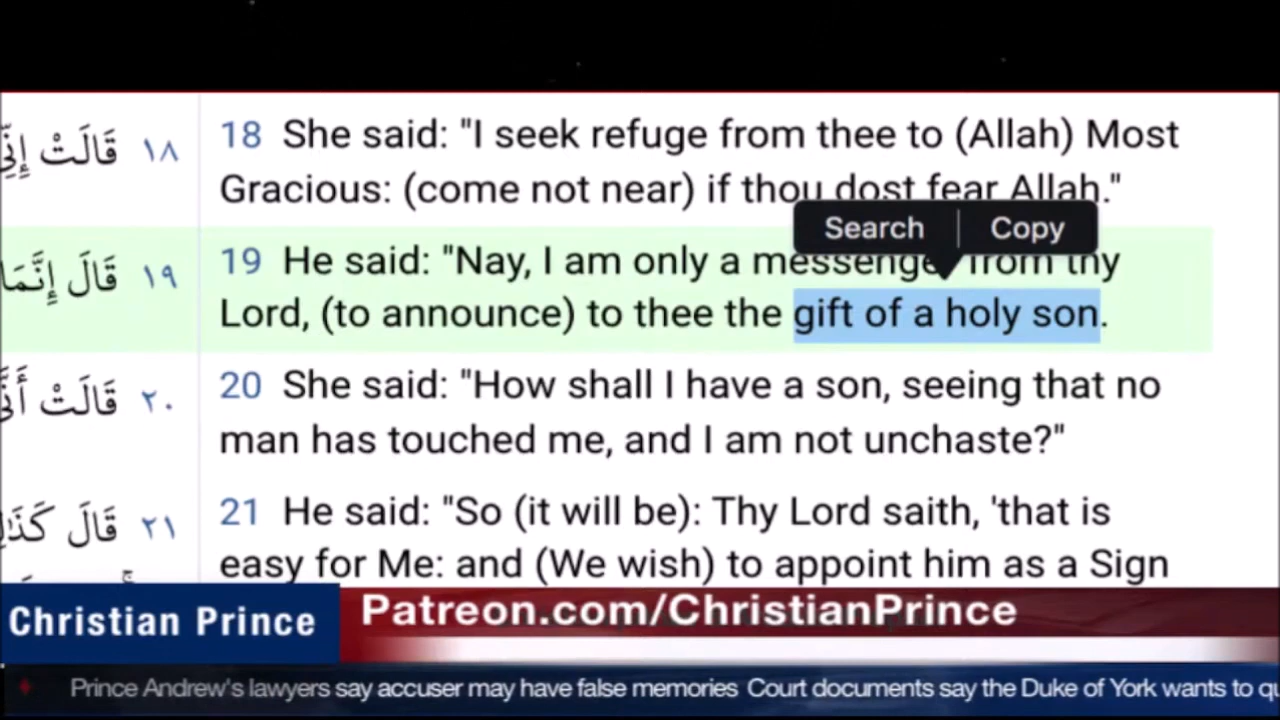 18 She said: "I seek refuge from thee to (Allah) Most
قَالَتْ إِنِّي ١٨
Gracious: (come not near) if thou dost fear Allah."
Search Copy
19 He said: "Nay, I am only a messenger from thy
قَالَ إِنَّمَا ١٩
Lord, (to announce) to thee the gift of a holy son.
20 She said: "How shall I have a son, seeing that no
قَالَتْ أَنَّى ٢٠
man has touched me, and I am not unchaste?"
21 He said: "So (it will be): Thy Lord saith, 'that is
قَالَ ٢١
easy for Me: and (We wish) to appoint him as a Sign
Christian Prince
Patreon.com/ChristianPrince
Prince Andrew's lawyers say accuser may have false memories Court documents say the Duke of York wants to qu